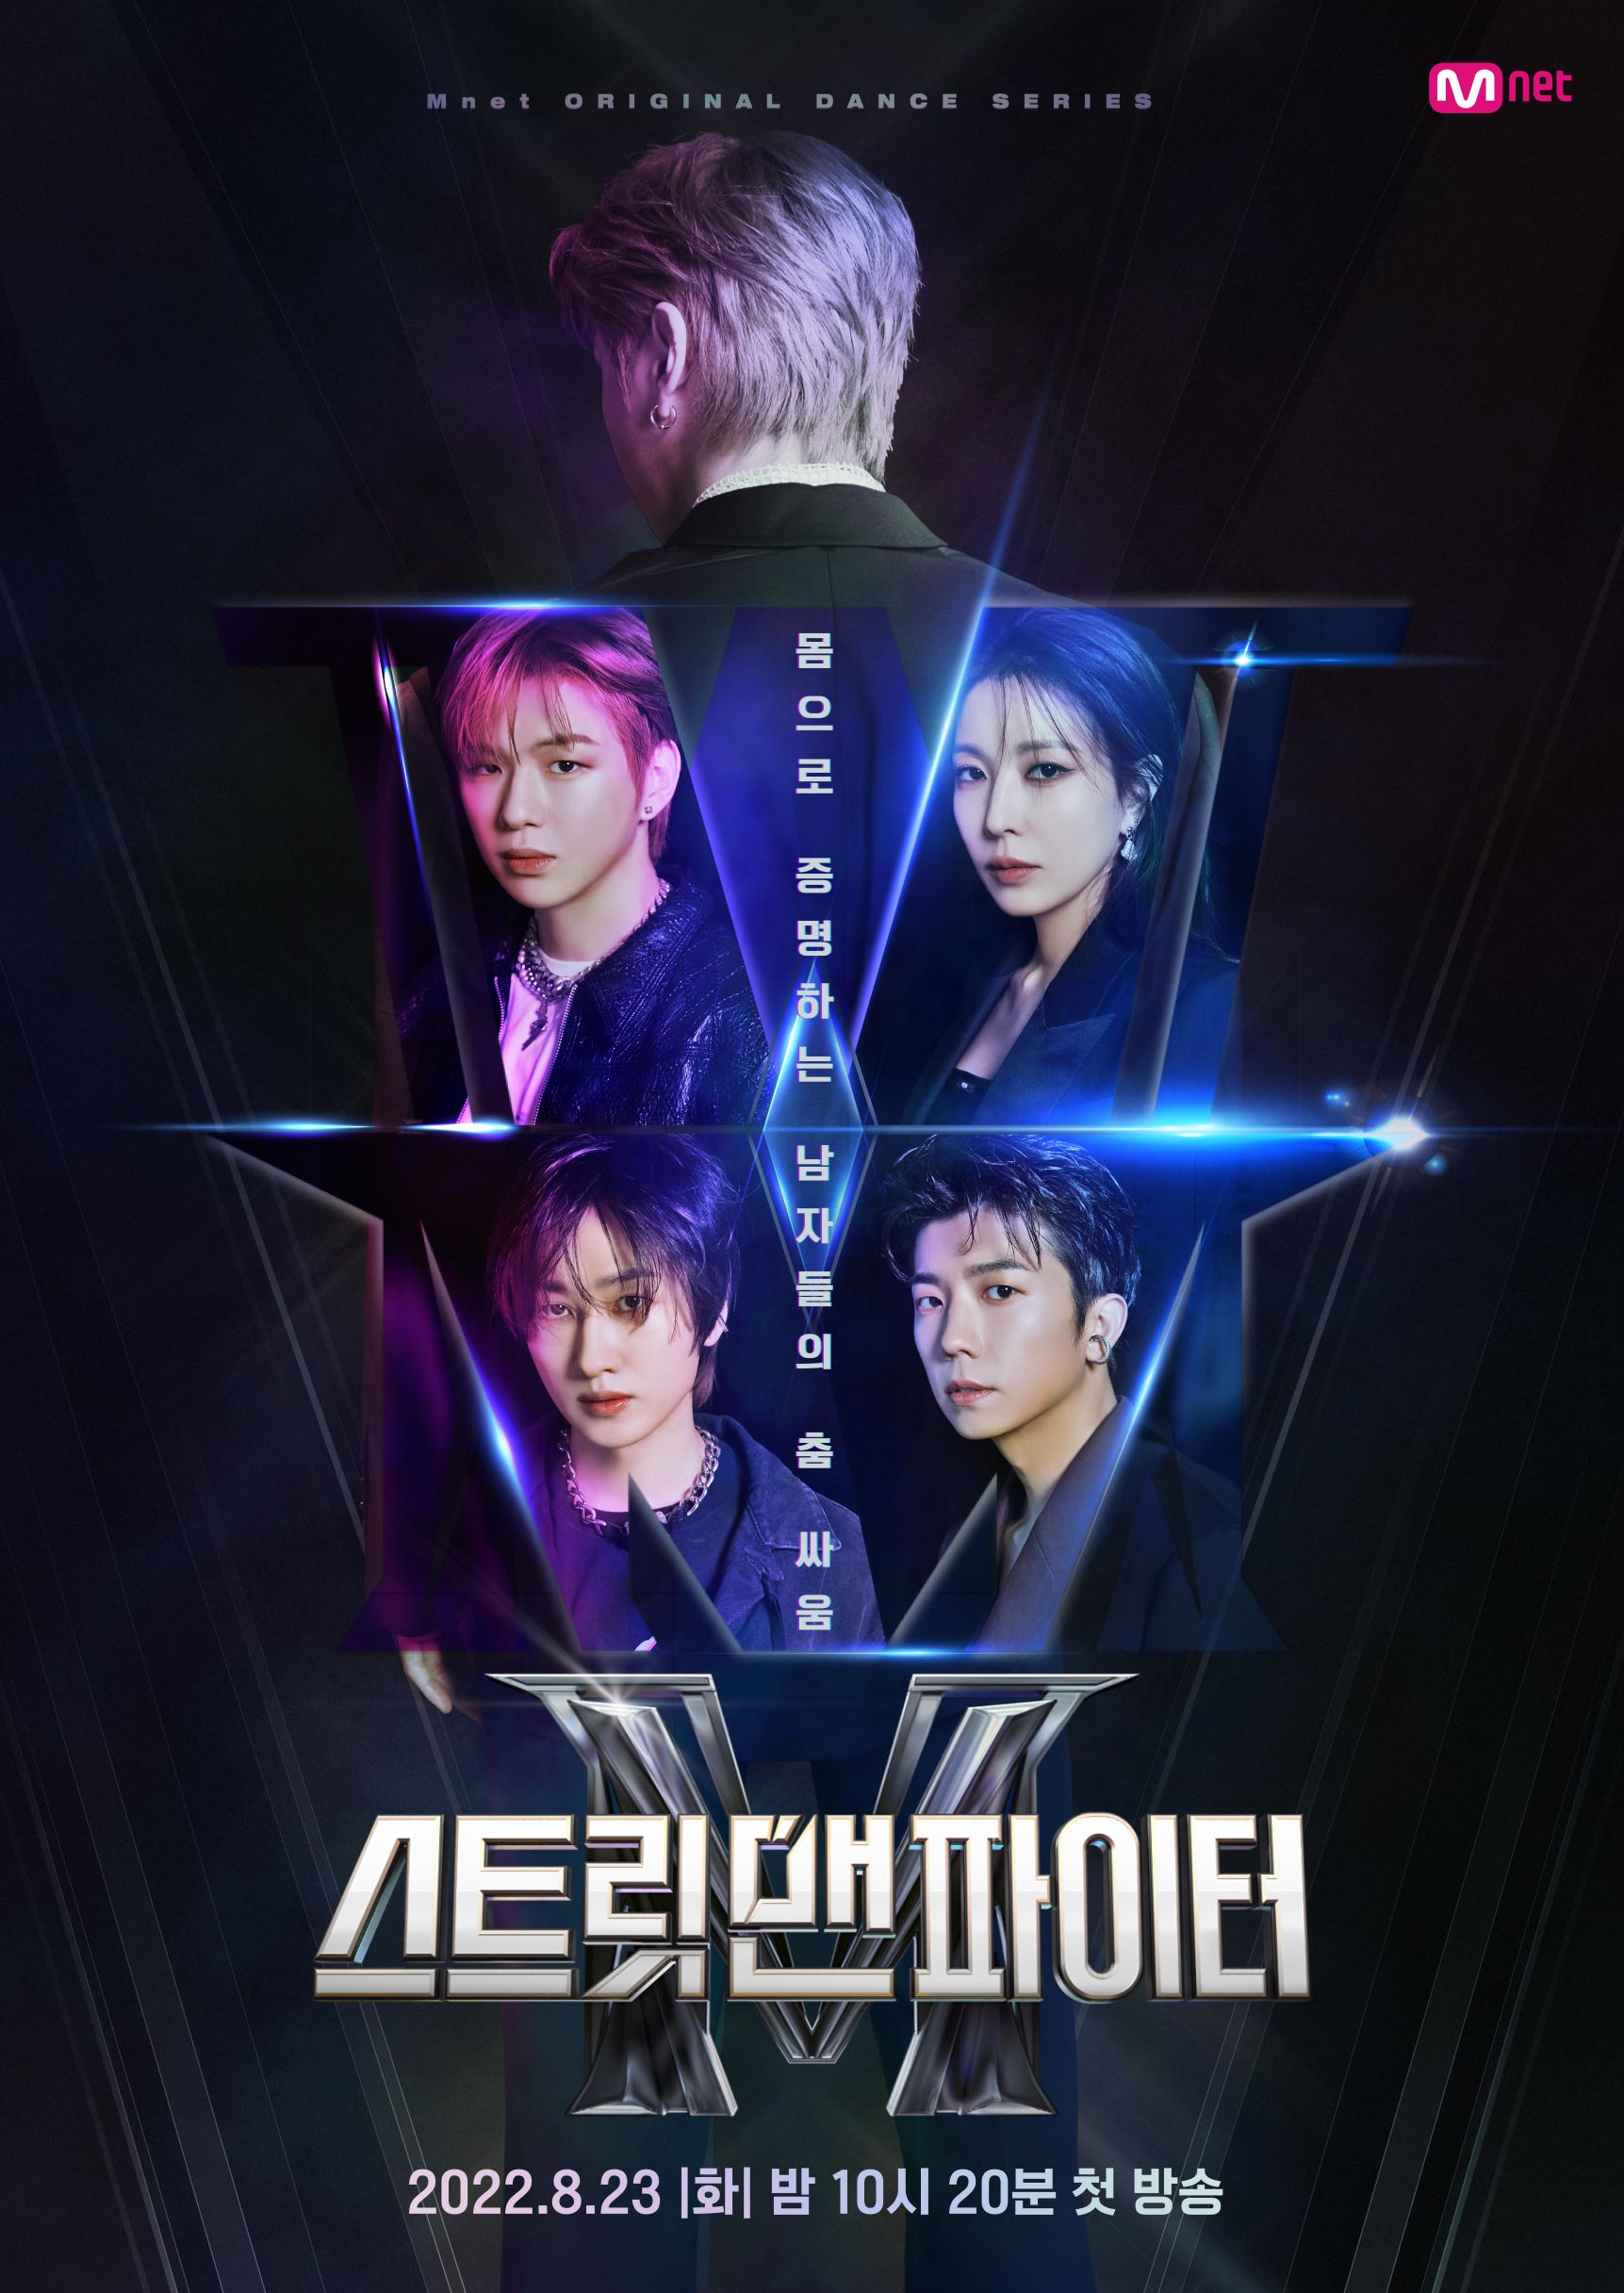 Mnet ORIGINAL DANCE SERIES
Mnet
몸으로 증명하는 남자들의 춤 싸움
M
스트릿맨파이터
2022.8.23 |화| 밤 10시 20분 첫 방송